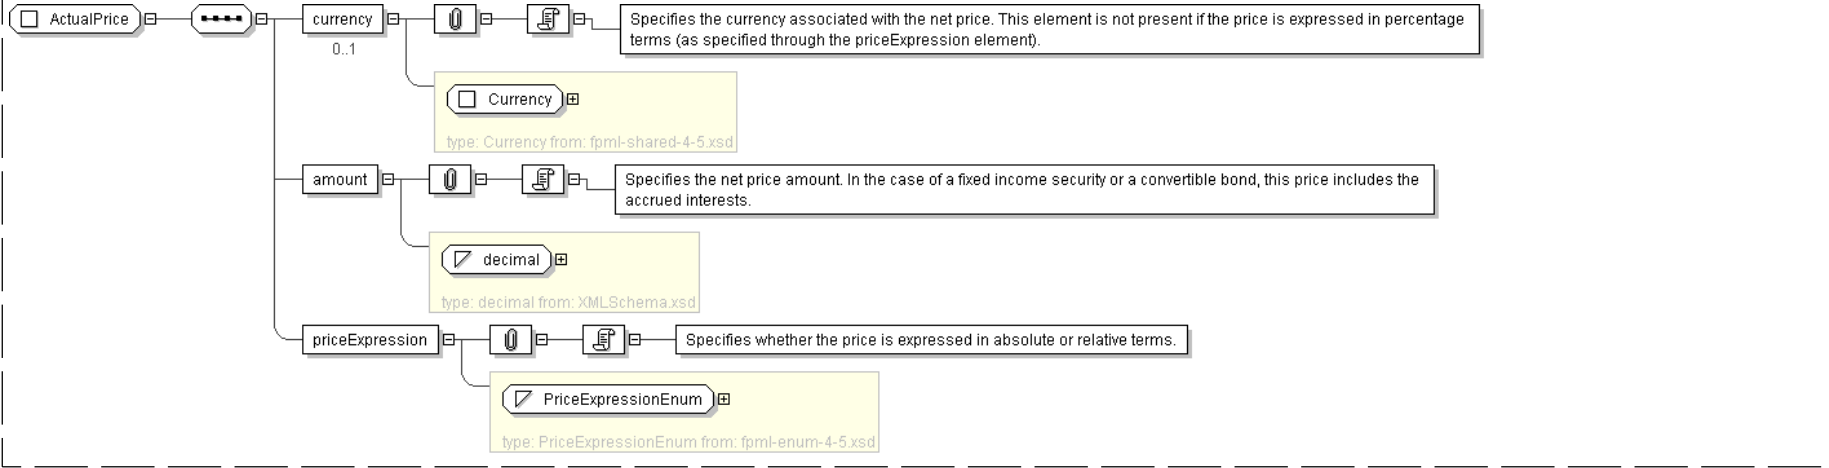 ActualPrice
currency
0..1
Specifies the currency associated with the net price. This element is not present if the price is expressed in percentage
terms (as specified through the priceExpression element).
Currency
type: Currency from: fpml-shared-4-5.xsd
amount
Specifies the net price amount. In the case of a fixed income security or a convertible bond, this price includes the
accrued interests.
decimal
type: decimal from: XMLSchema.xsd
priceExpression
Specifies whether the price is expressed in absolute or relative terms.
PriceExpressionEnum
type: PriceExpressionEnum from: fpml-enum-4-5.xsd